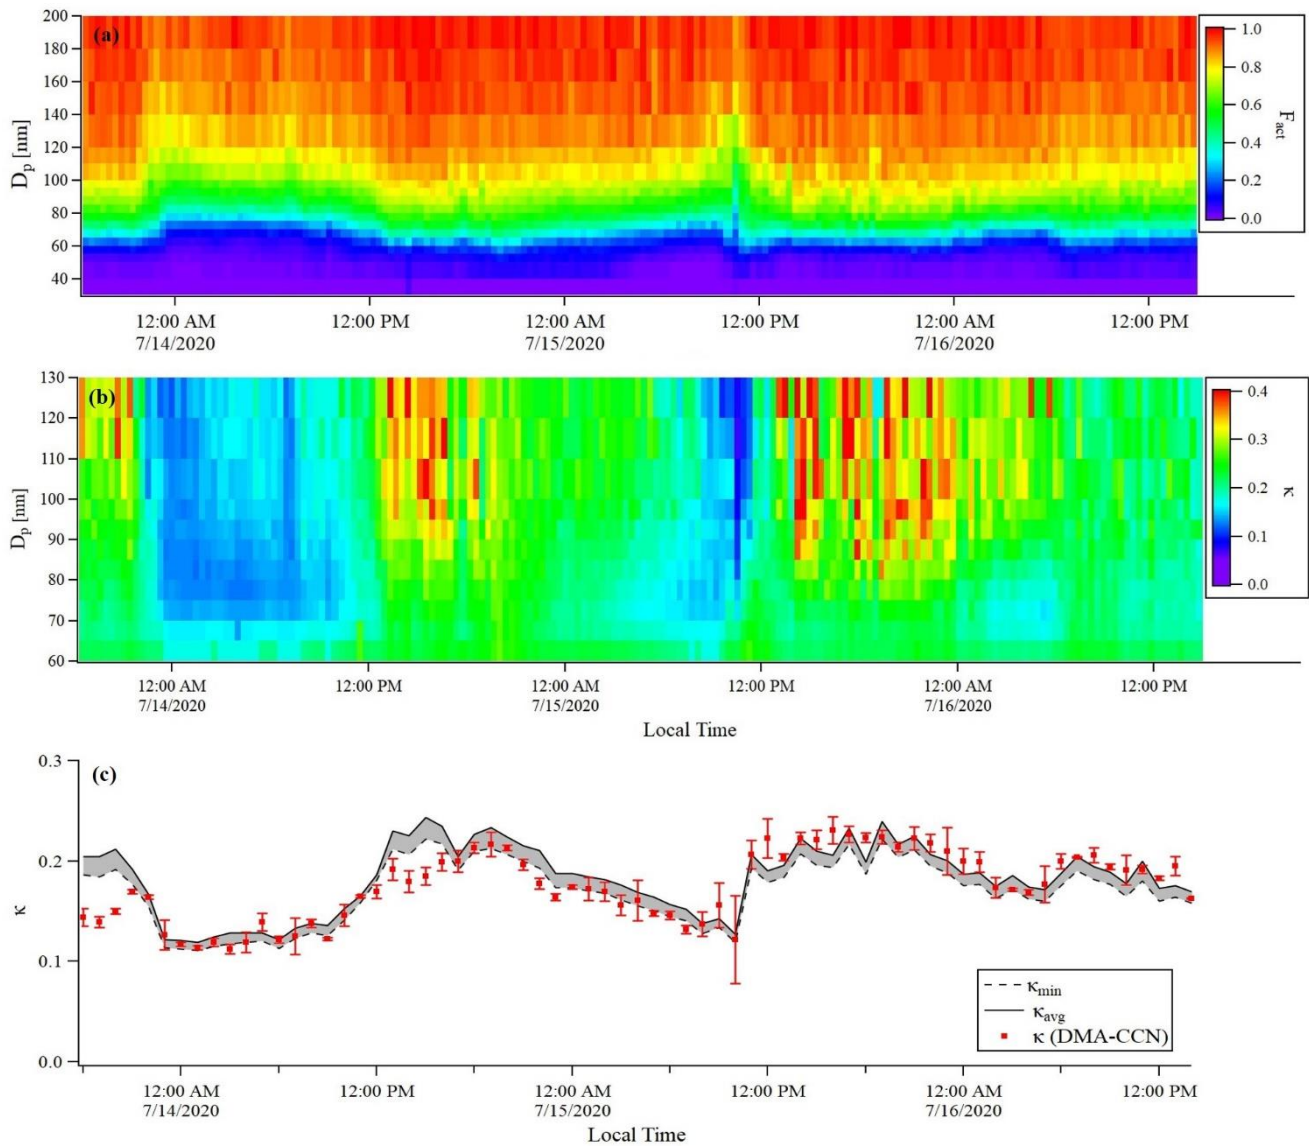 (a)
200
180
160
140
120
100
80
60
40
Dp [nm]
12:00 AM
7/14/2020
12:00 PM
12:00 AM
7/15/2020
12:00 PM
12:00 AM
7/16/2020
12:00 PM
1.0
0.8
0.6
0.4
0.2
0.0
Fact
(b)
130
120
110
100
90
80
70
60
Dp [nm]
12:00 AM
7/14/2020
12:00 PM
12:00 AM
7/15/2020
12:00 PM
12:00 AM
7/16/2020
12:00 PM
Local Time
0.4
0.3
0.2
0.1
0.0
κ
(c)
0.3
0.2
0.1
0.0
κ
κmin
κavg
κ (DMA-CCN)
12:00 AM
7/14/2020
12:00 PM
12:00 AM
7/15/2020
12:00 PM
12:00 AM
7/16/2020
12:00 PM
Local Time